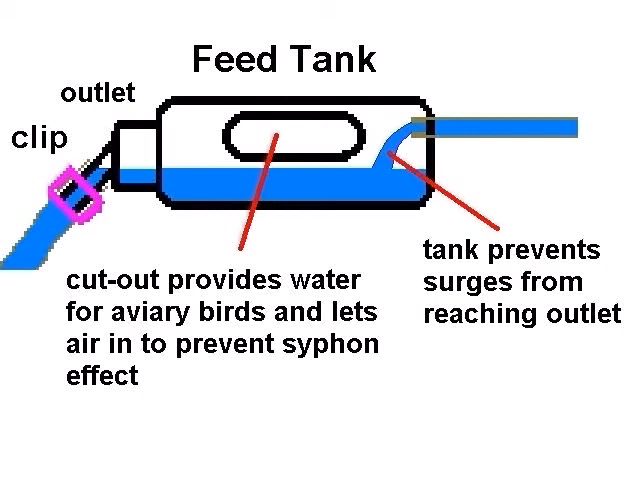 Feed Tank
outlet
clip
cut-out provides water
for aviary birds and lets
air in to prevent syphon
effect
tank prevents
surges from
reaching outlet